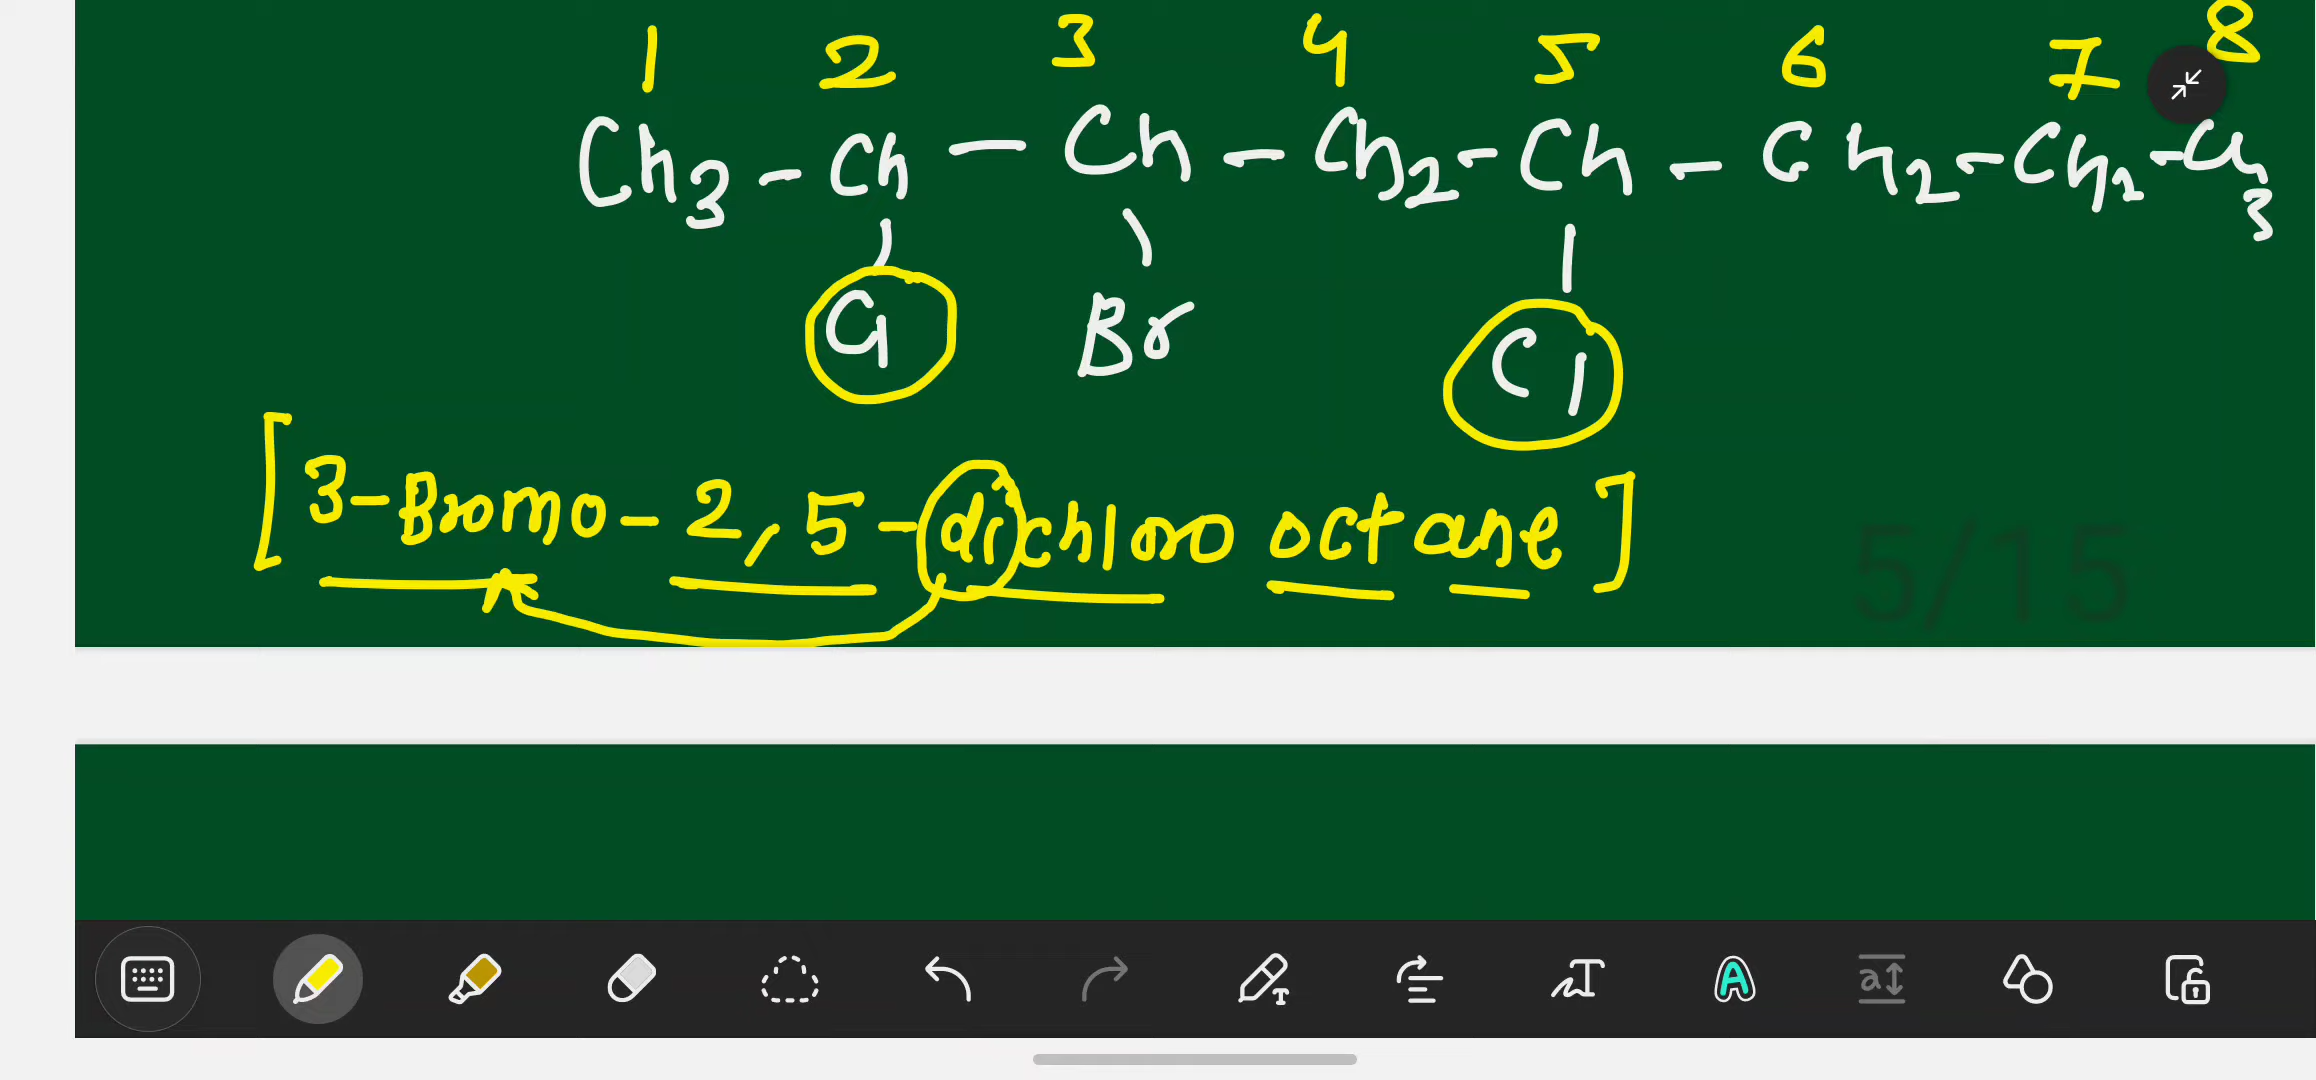 1 2 3 4 5 6 7 8
Ch3 - Ch - Ch - Ch2 - Ch - Ch2 - Ch2 - Ch3
Cl Br Cl
[3-Bromo-2,5-dichloro octane]
5/15